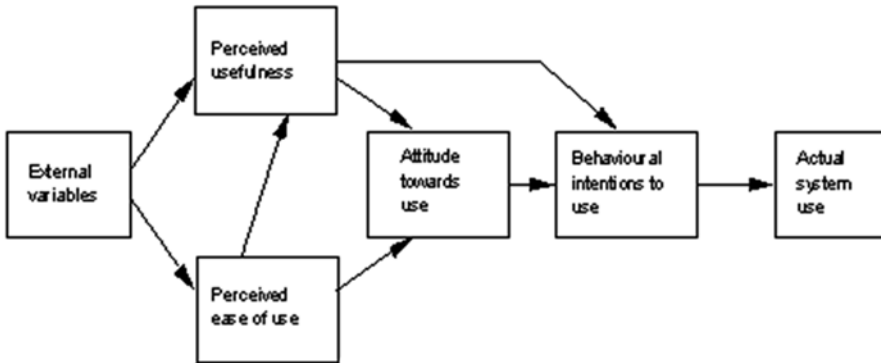 Perceived
usefulness
External
variables
Attitude
towards
use
Behavioural
intentions to
use
Actual
system
use
Perceived
ease of use